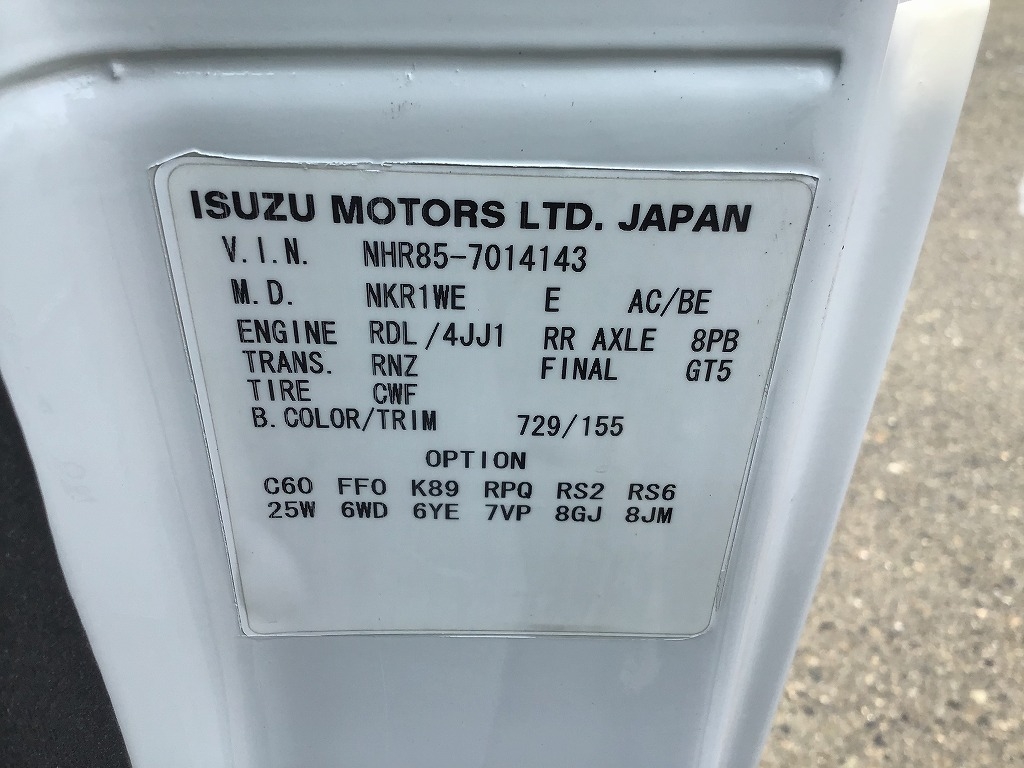 ISUZU MOTORS LTD. JAPAN
V.I.N. NHR85-7014143
M.D. NKR1WE E AC/BE
ENGINE RDL/4JJ1 RR AXLE 8PB
TRANS. RNZ FINAL GT5
TIRE CWF
B.COLOR/TRIM 729/155
OPTION
C60 FF0 K89 RPQ RS2 RS6
25W 6WD 6YE 7VP 8GJ 8JM